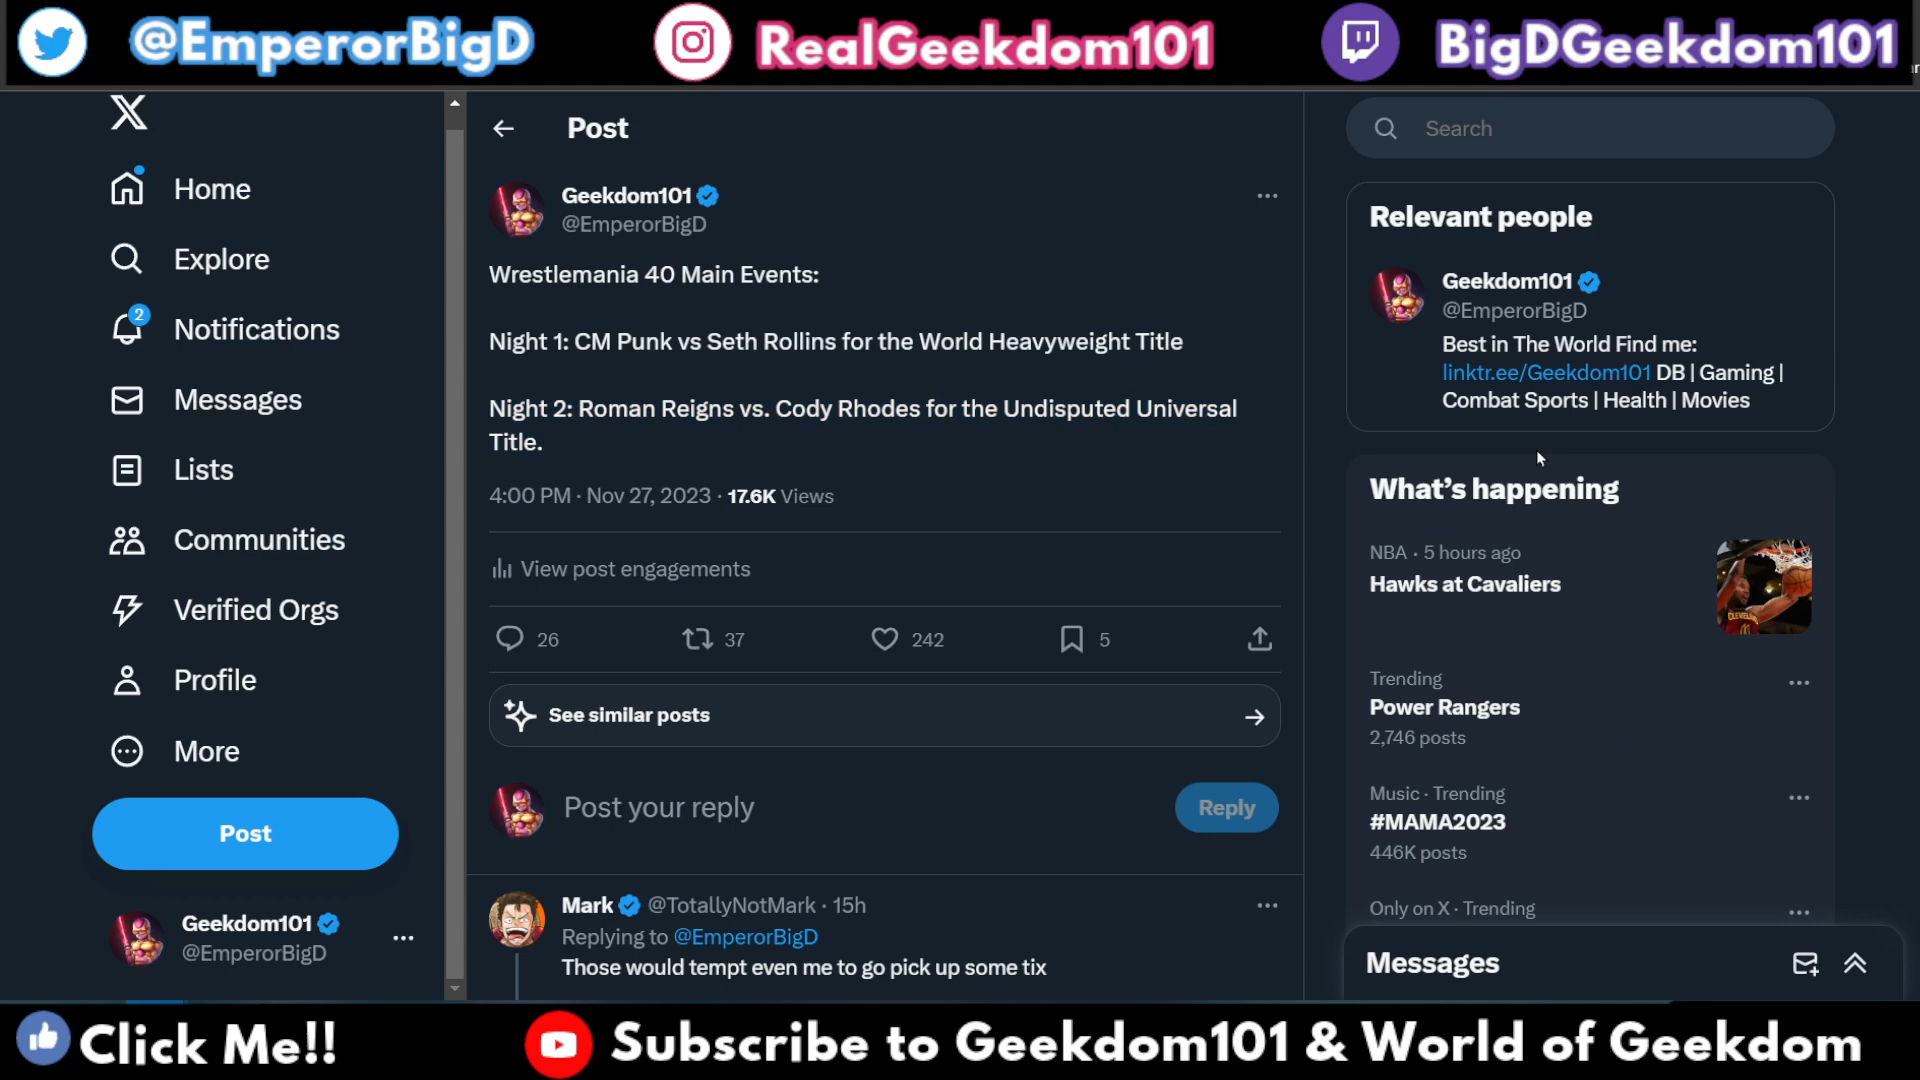 @EmperorBigD
RealGeekdom101
BigDGeekdom101
Home
Explore
2
Notifications
Messages
Lists
Communities
Verified Orgs
Profile
More
Post
Geekdom101
@EmperorBigD
Post
Geekdom101
@EmperorBigD
Wrestlemania 40 Main Events:
Night 1: CM Punk vs Seth Rollins for the World Heavyweight Title
Night 2: Roman Reigns vs. Cody Rhodes for the Undisputed Universal
Title.
4:00 PM · Nov 27, 2023 · 17.6K Views
View post engagements
26 37 242 5
See similar posts
Post your reply
Reply
Mark @TotallyNotMark · 15h
Replying to @EmperorBigD
Those would tempt even me to go pick up some tix
Search
Relevant people
Geekdom101
@EmperorBigD
Best in The World Find me:
linktr.ee/Geekdom101 DB | Gaming |
Combat Sports | Health | Movies
What's happening
NBA · 5 hours ago
Hawks at Cavaliers
Trending
Power Rangers
2,746 posts
Music · Trending
#MAMA2023
446K posts
Only on X · Trending
Messages
Click Me!!
Subscribe to Geekdom101 & World of Geekdom